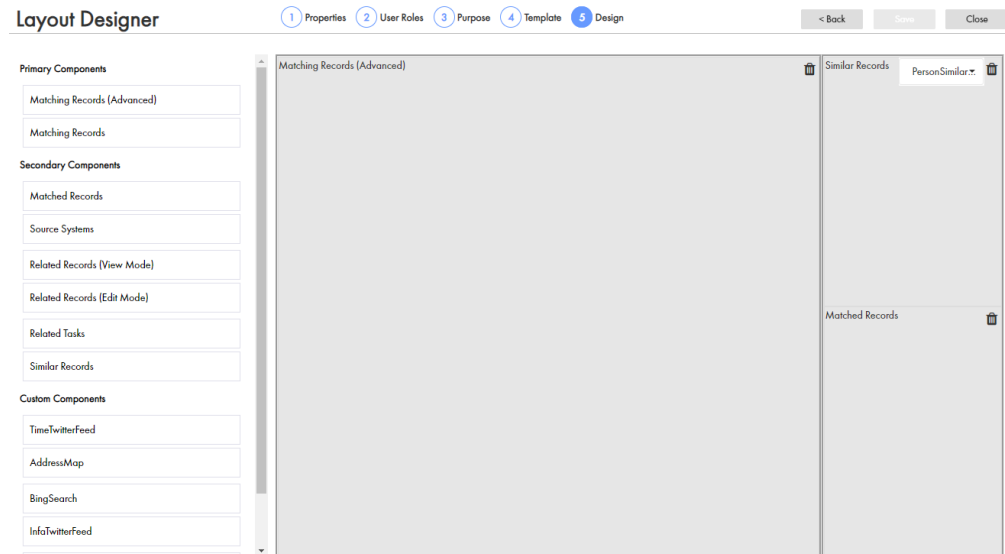 Layout Designer
1 Properties 2 User Roles 3 Purpose 4 Template 5 Design
< Back Save Close
Primary Components
Matching Records (Advanced)
Matching Records
Secondary Components
Matched Records
Source Systems
Related Records (View Mode)
Related Records (Edit Mode)
Related Tasks
Similar Records
Custom Components
TimeTwitterFeed
AddressMap
BingSearch
InfaTwitterFeed
Matching Records (Advanced)
Similar Records PersonSimilar...
Matched Records